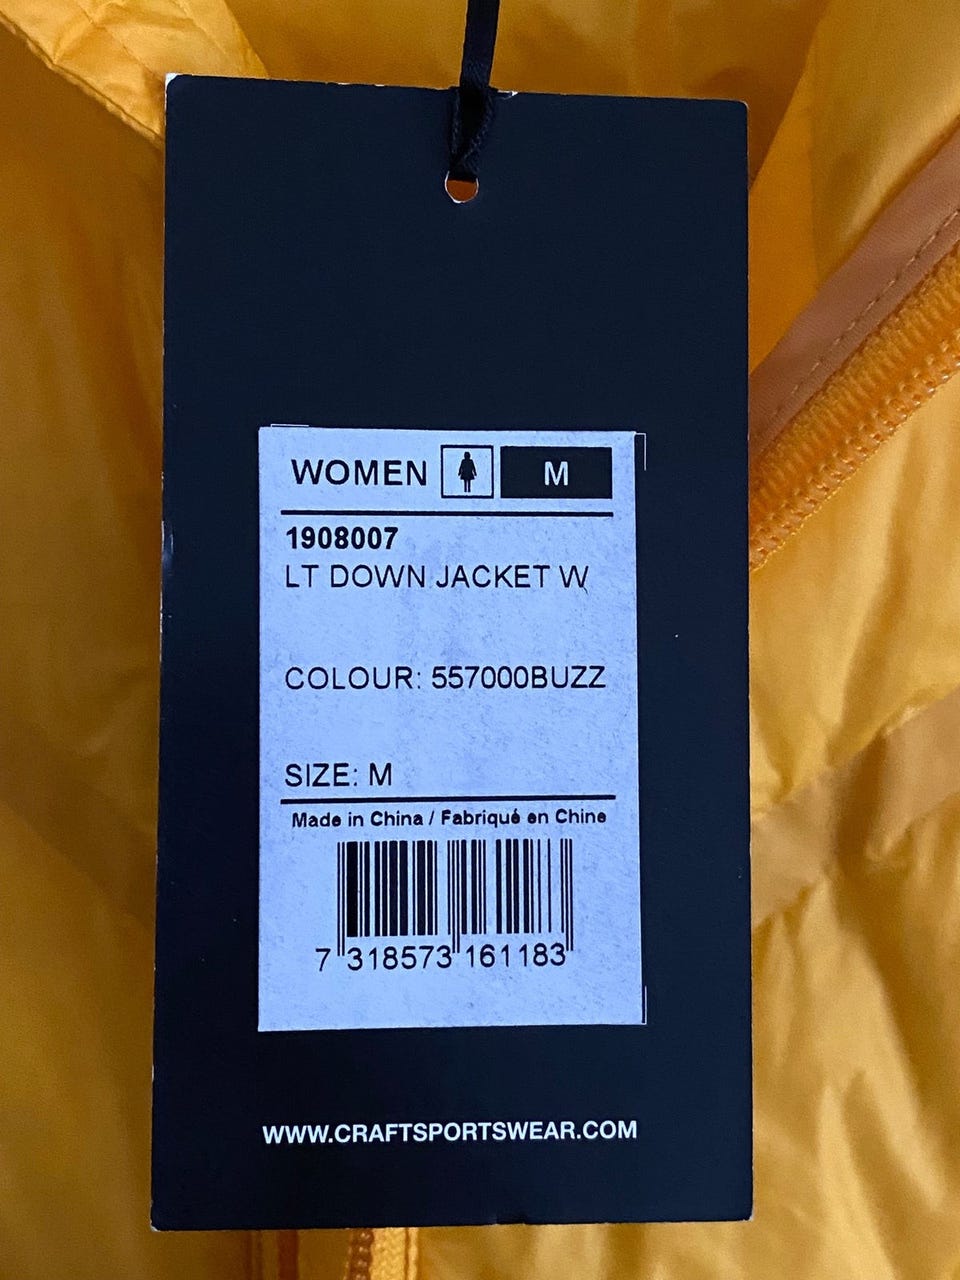 WOMEN M
1908007
LT DOWN JACKET W
COLOUR: 557000BUZZ
SIZE: M
Made in China / Fabriqué en Chine
7 318573 161183
WWW.CRAFTSPORTSWEAR.COM